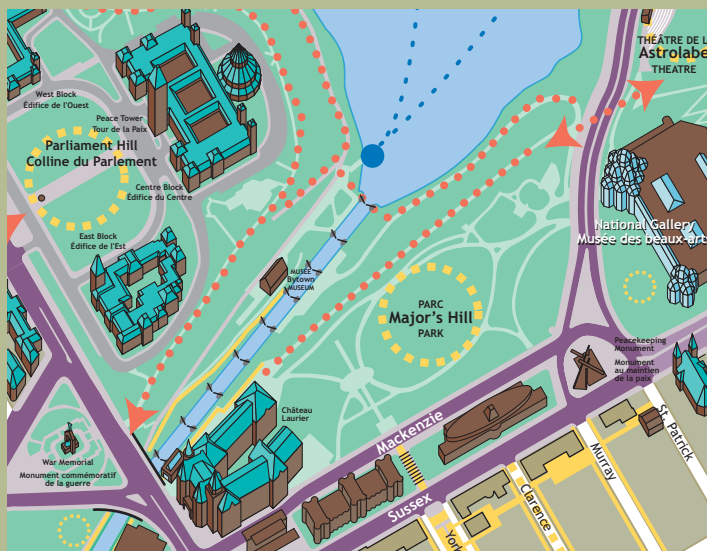 THÉÂTRE DE L
Astrolabe
THEATRE
West Block
Édifice de l'Ouest
Peace Tower
Tour de la Paix
Parliament Hill
Colline du Parlement
Centre Block
Édifice du Centre
East Block
Édifice de l'Est
National Gallery
Musée des beaux-arts
MUSÉE
Bytown
MUSEUM
PARC
Major's Hill
PARK
Peacekeeping
Monument
Monument
au maintien
de la paix
Château
Laurier
Mackenzie
Sussex
War Memorial
Monument commémoratif
de la guerre
St. Patrick
Murray
Clarence
York